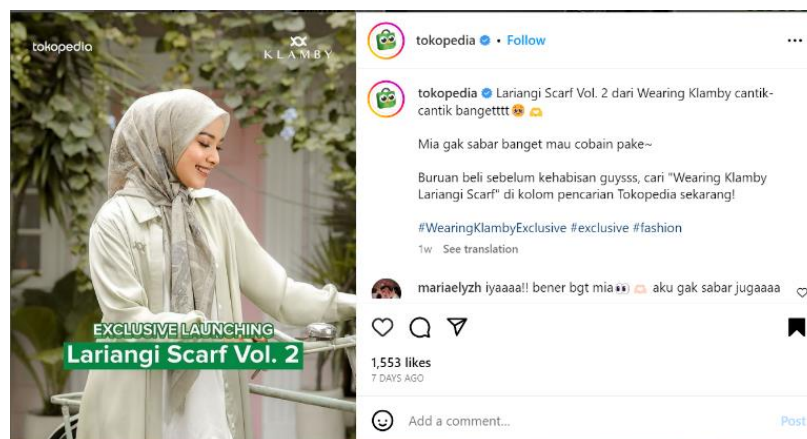 tokopedia
KLAMBY
EXCLUSIVE LAUNCHING
Lariangi Scarf Vol. 2
tokopedia • Follow
tokopedia Lariangi Scarf Vol. 2 dari Wearing Klamby cantik-
cantik bangetttt
Mia gak sabar banget mau cobain pake~
Buruan beli sebelum kehabisan guysss, cari "Wearing Klamby
Lariangi Scarf" di kolom pencarian Tokopedia sekarang!
#WearingKlambyExclusive #exclusive #fashion
1w See translation
mariaelyzh iyaaaa!! bener bgt mia aku gak sabar jugaaaa
1,553 likes
7 DAYS AGO
Add a comment...
Post